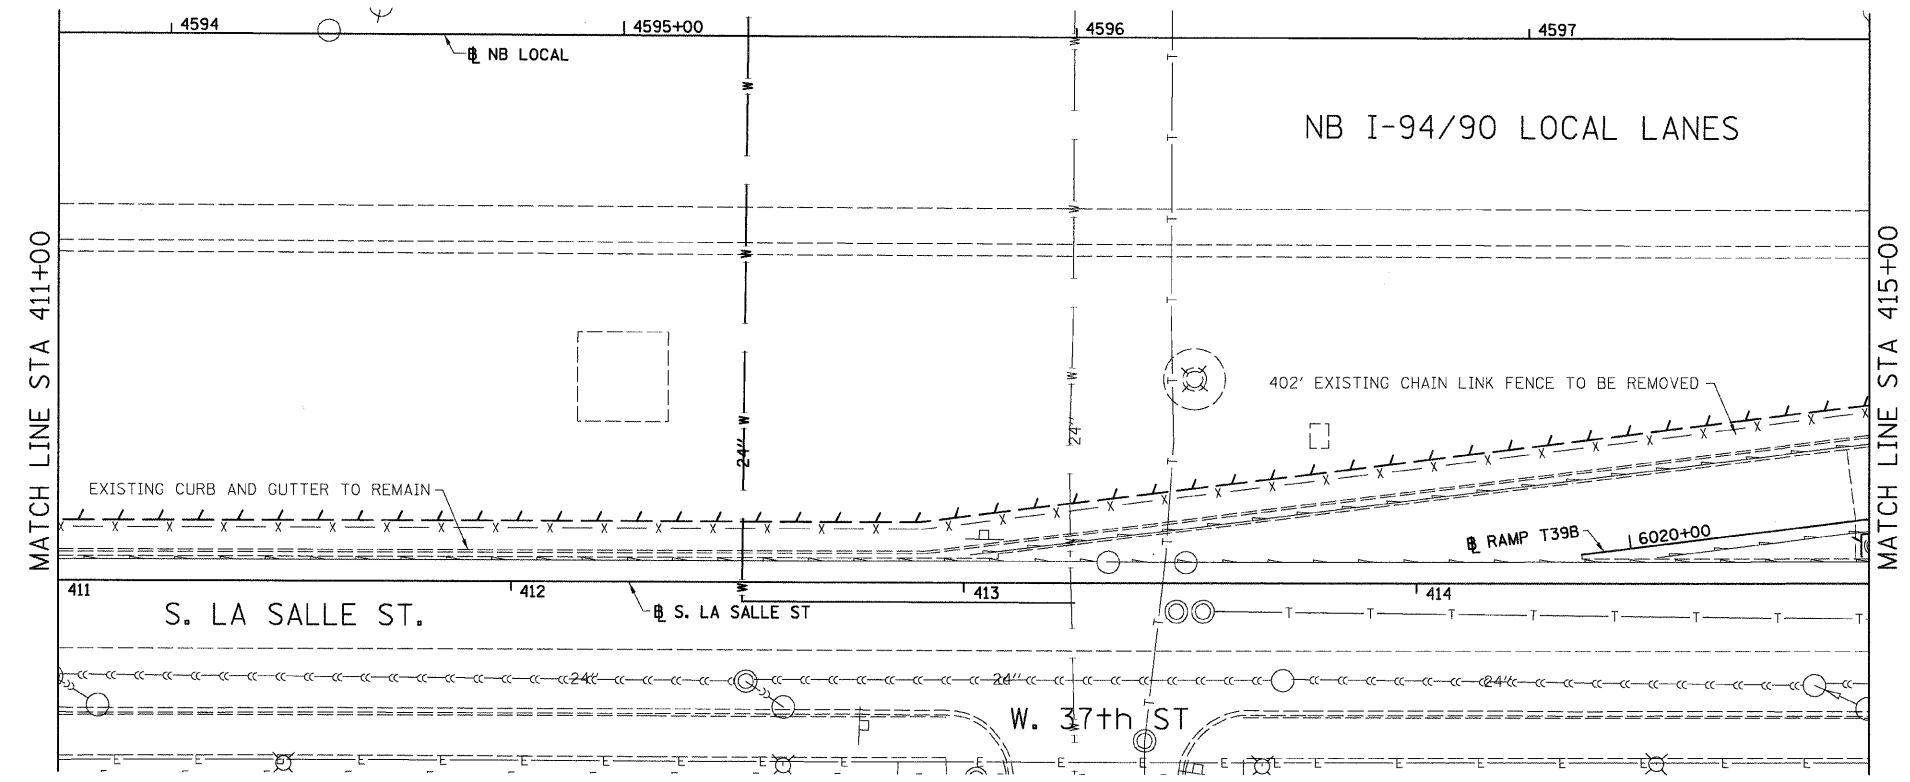 4594
4595+00
4596
4597
B NB LOCAL
NB I-94/90 LOCAL LANES
MATCH LINE STA 411+00
MATCH LINE STA 415+00
402' EXISTING CHAIN LINK FENCE TO BE REMOVED
24''
24''
EXISTING CURB AND GUTTER TO REMAIN
B RAMP T39B
6020+00
411
412
413
414
S. LA SALLE ST.
B S. LA SALLE ST
24''
24''
24''
W. 37th ST